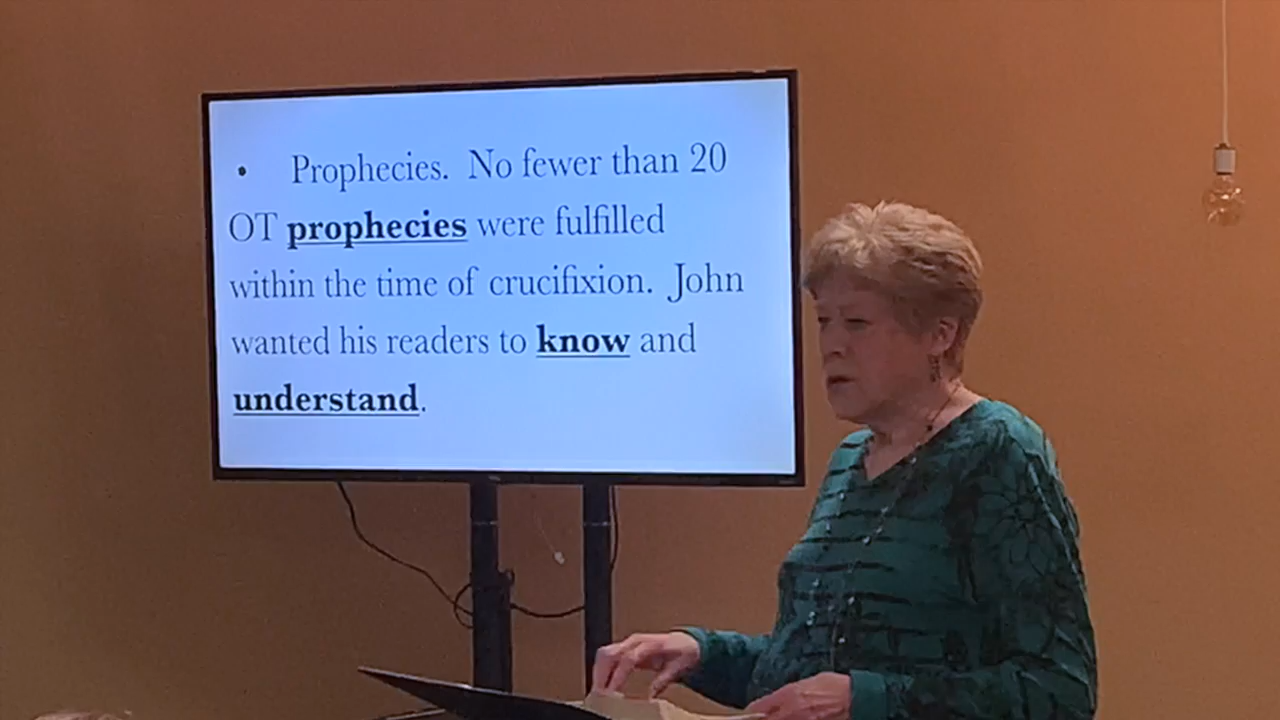 • Prophecies. No fewer than 20
OT prophecies were fulfilled
within the time of crucifixion. John
wanted his readers to know and
understand.